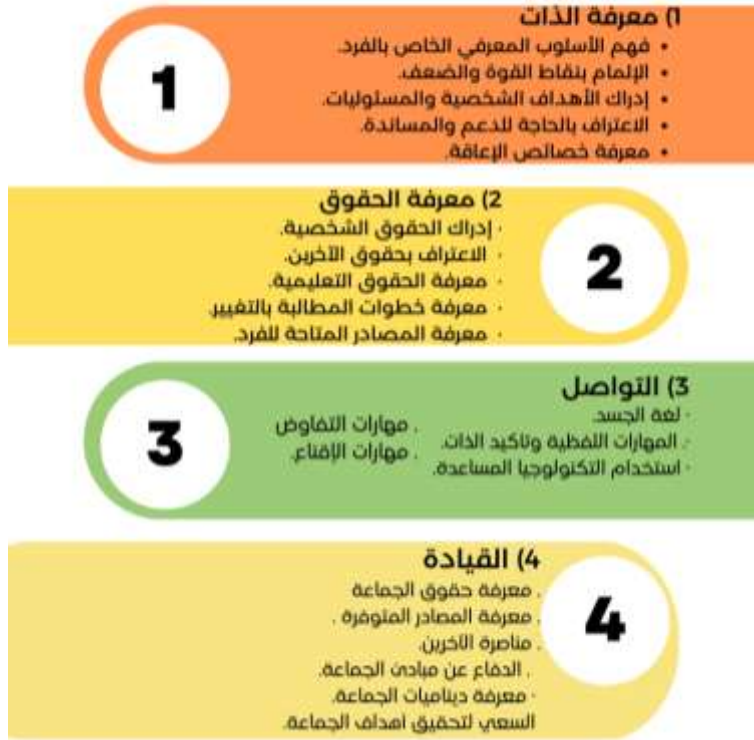 1) معرفة الذات
• فهم الأسلوب المعرفي الخاص بالفرد.
• الإلمام بنقاط القوة والضعف.
• إدراك الأهداف الشخصية والمسئوليات.
• الاعتراف بالحاجة للدعم والمساندة.
• معرفة خصائص الإعاقة.
1
2) معرفة الحقوق
· إدراك الحقوق الشخصية.
· الاعتراف بحقوق الآخرين.
· معرفة الحقوق التعليمية.
· معرفة خطوات المطالبة بالتغيير.
· معرفة المصادر المتاحة للفرد.
2
3) التواصل
· لغة الجسد.
·. المهارات اللفظية وتاكيد الذات.
· استخدام التكنولوجيا المساعدة.
. مهارات التفاوض
. مهارات الإقناع.
3
4) القيادة
. معرفة حقوق الجماعة
. معرفة المصادر المتوفرة .
. مناصرة الآخرين.
. الدفاع عن مبادئ الجماعة.
· معرفة ديناميات الجماعة.
السعي لتحقيق اهداف الجماعة.
4